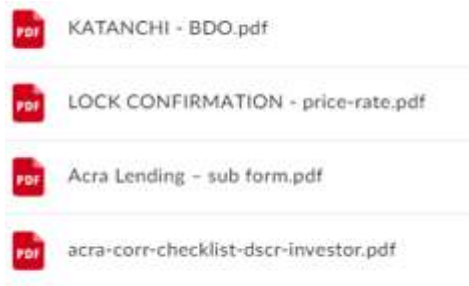 PDF KATANCHI - BDO.pdf
PDF LOCK CONFIRMATION - price-rate.pdf
PDF Acra Lending – sub form.pdf
PDF acra-corr-checklist-dscr-investor.pdf